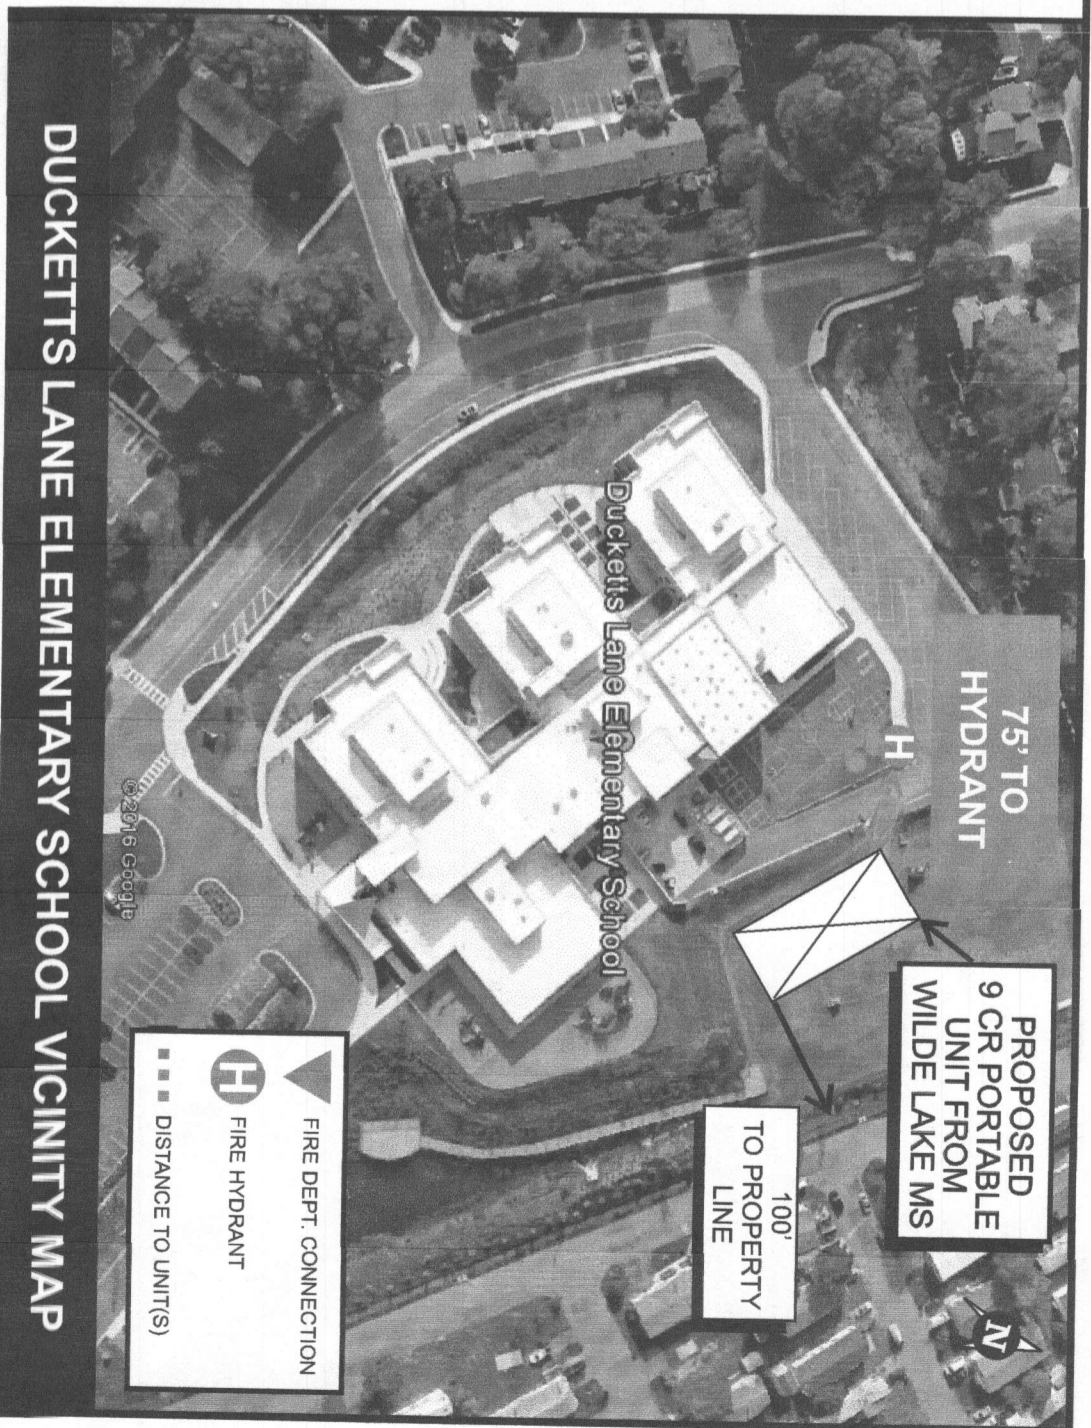 75' TO
HYDRANT
H
PROPOSED
9 CR PORTABLE
UNIT FROM
WILDE LAKE MS
N
Ducketts Lane Elementary School
100'
TO PROPERTY
LINE
FIRE DEPT. CONNECTION
H FIRE HYDRANT
DISTANCE TO UNIT(S)
©2016 Google
DUCKETTS LANE ELEMENTARY SCHOOL VICINITY MAP